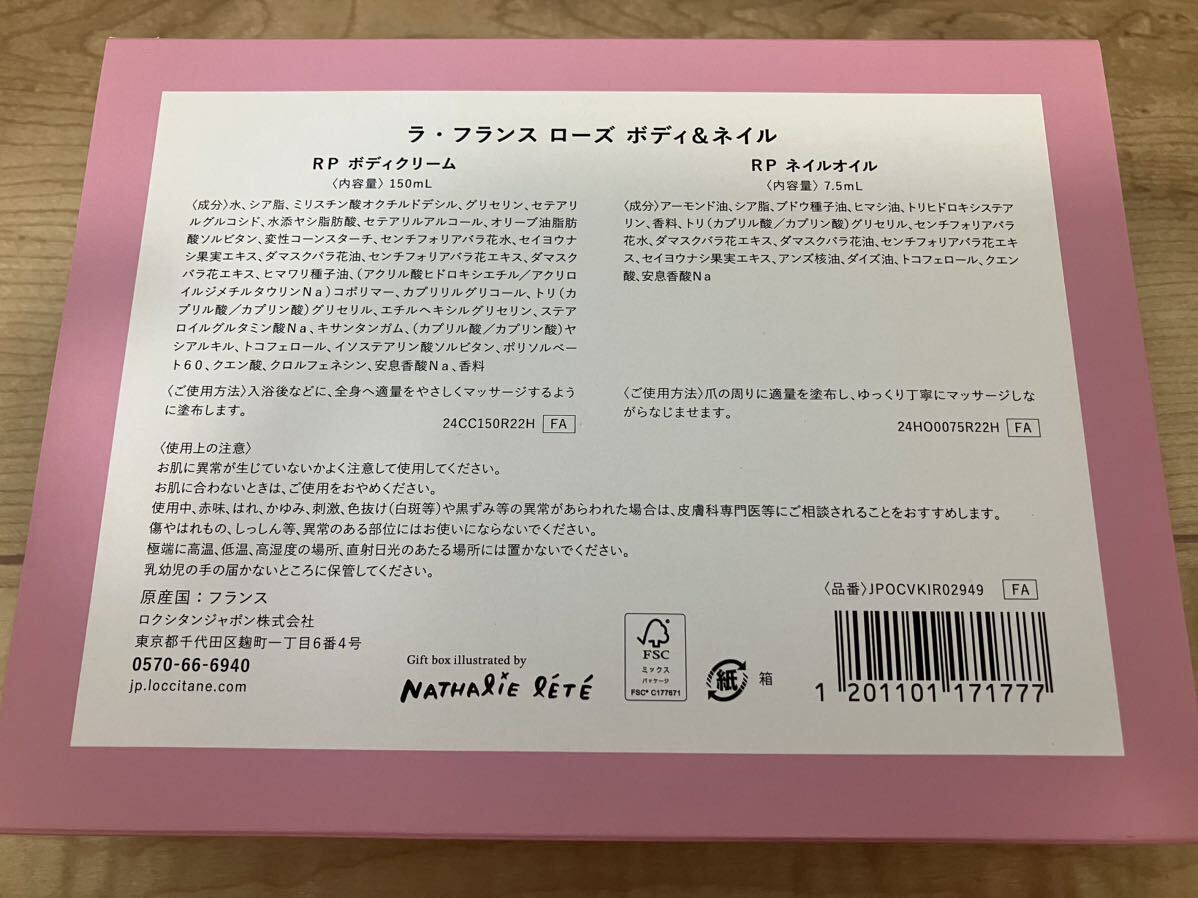 ラ・フランス ローズ ボディ&ネイル
RP ボディクリーム
〈内容量〉150mL
〈成分〉水、シア脂、ミリスチン酸オクチルドデシル、グリセリン、セテアリ
ルグルコシド、水添ヤシ脂肪酸、セテアリルアルコール、オリーブ油脂肪
酸ソルビタン、変性コーンスターチ、センチフォリアバラ花水、セイヨウナ
シ果実エキス、ダマスクバラ花油、センチフォリアバラ花エキス、ダマスク
バラ花エキス、ヒマワリ種子油、(アクリル酸ヒドロキシエチル/アクリロ
イルジメチルタウリンNa)コポリマー、カプリリルグリコール、トリ(カ
プリル酸/カプリン酸)グリセリル、エチルヘキシルグリセリン、ステア
ロイルグルタミン酸Na、キサンタンガム、(カプリル酸/カプリン酸)ヤ
シアルキル、トコフェロール、イソステアリン酸ソルビタン、ポリソルベー
ト60、クエン酸、クロルフェネシン、安息香酸Na、香料
〈ご使用方法〉入浴後などに、全身へ適量をやさしくマッサージするよう
に塗布します。
24CC150R22H FA
RP ネイルオイル
〈内容量〉7.5mL
〈成分〉アーモンド油、シア脂、ブドウ種子油、ヒマシ油、トリヒドロキシステア
リン、香料、トリ(カプリル酸/カプリン酸)グリセリル、センチフォリアバラ
花水、ダマスクバラ花エキス、ダマスクバラ花油、センチフォリアバラ花エキ
ス、セイヨウナシ果実エキス、アンズ核油、ダイズ油、トコフェロール、クエン
酸、安息香酸Na
〈ご使用方法〉爪の周りに適量を塗布し、ゆっくり丁寧にマッサージしな
がらなじませます。
24HO0075R22H FA
〈使用上の注意〉
お肌に異常が生じていないかよく注意して使用してください。
お肌に合わないときは、ご使用をおやめください。
使用中、赤味、はれ、かゆみ、刺激、色抜け(白斑等)や黒ずみ等の異常があらわれた場合は、皮膚科専門医等にご相談されることをおすすめします。
傷やはれもの、しっしん等、異常のある部位にはお使いにならないでください。
極端に高温、低温、高湿度の場所、直射日光のあたる場所には置かないでください。
乳幼児の手の届かないところに保管してください。
原産国:フランス
ロクシタンジャポン株式会社
東京都千代田区麹町一丁目6番4号
0570-66-6940
jp.loccitane.com
Gift box illustrated by
NATHALIE LÉTÉ
FSC
ミックス
パッケージ
FSC® C177671
紙 箱
〈品番〉JPOCVKIR02949 FA
1 201101 171777